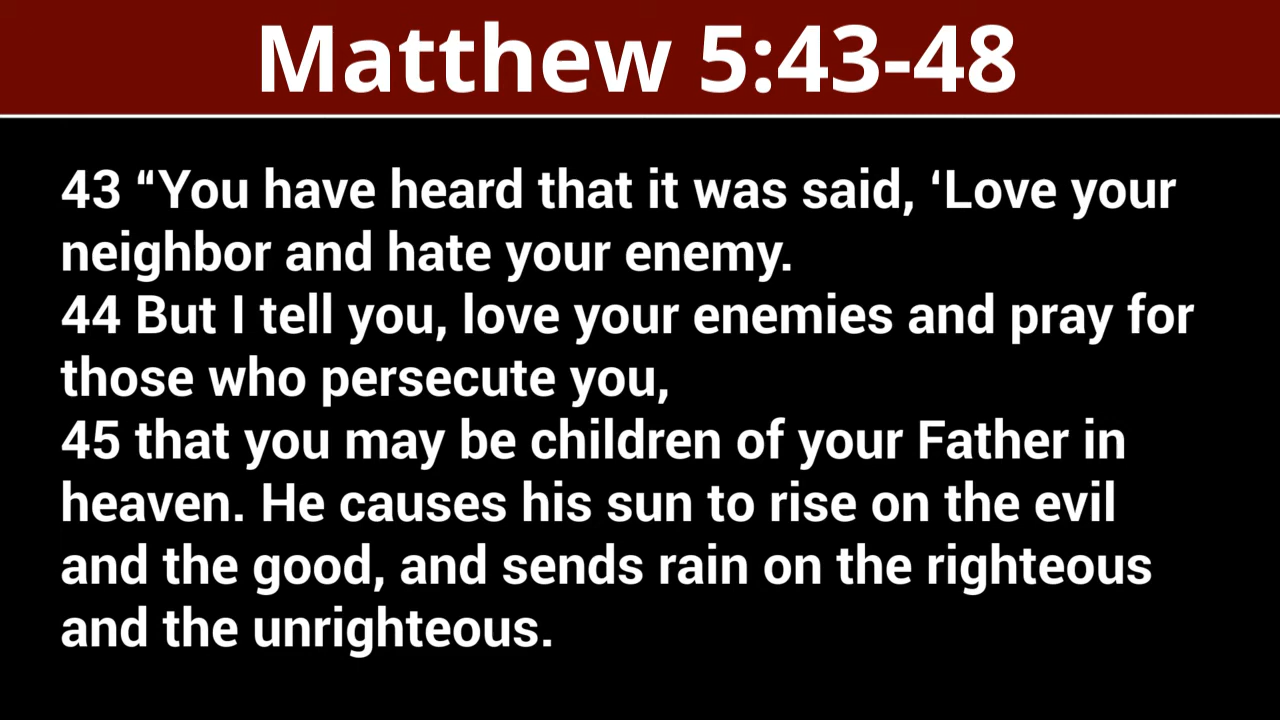 Matthew 5:43-48
43 “You have heard that it was said, ‘Love your
neighbor and hate your enemy.
44 But I tell you, love your enemies and pray for
those who persecute you,
45 that you may be children of your Father in
heaven. He causes his sun to rise on the evil
and the good, and sends rain on the righteous
and the unrighteous.